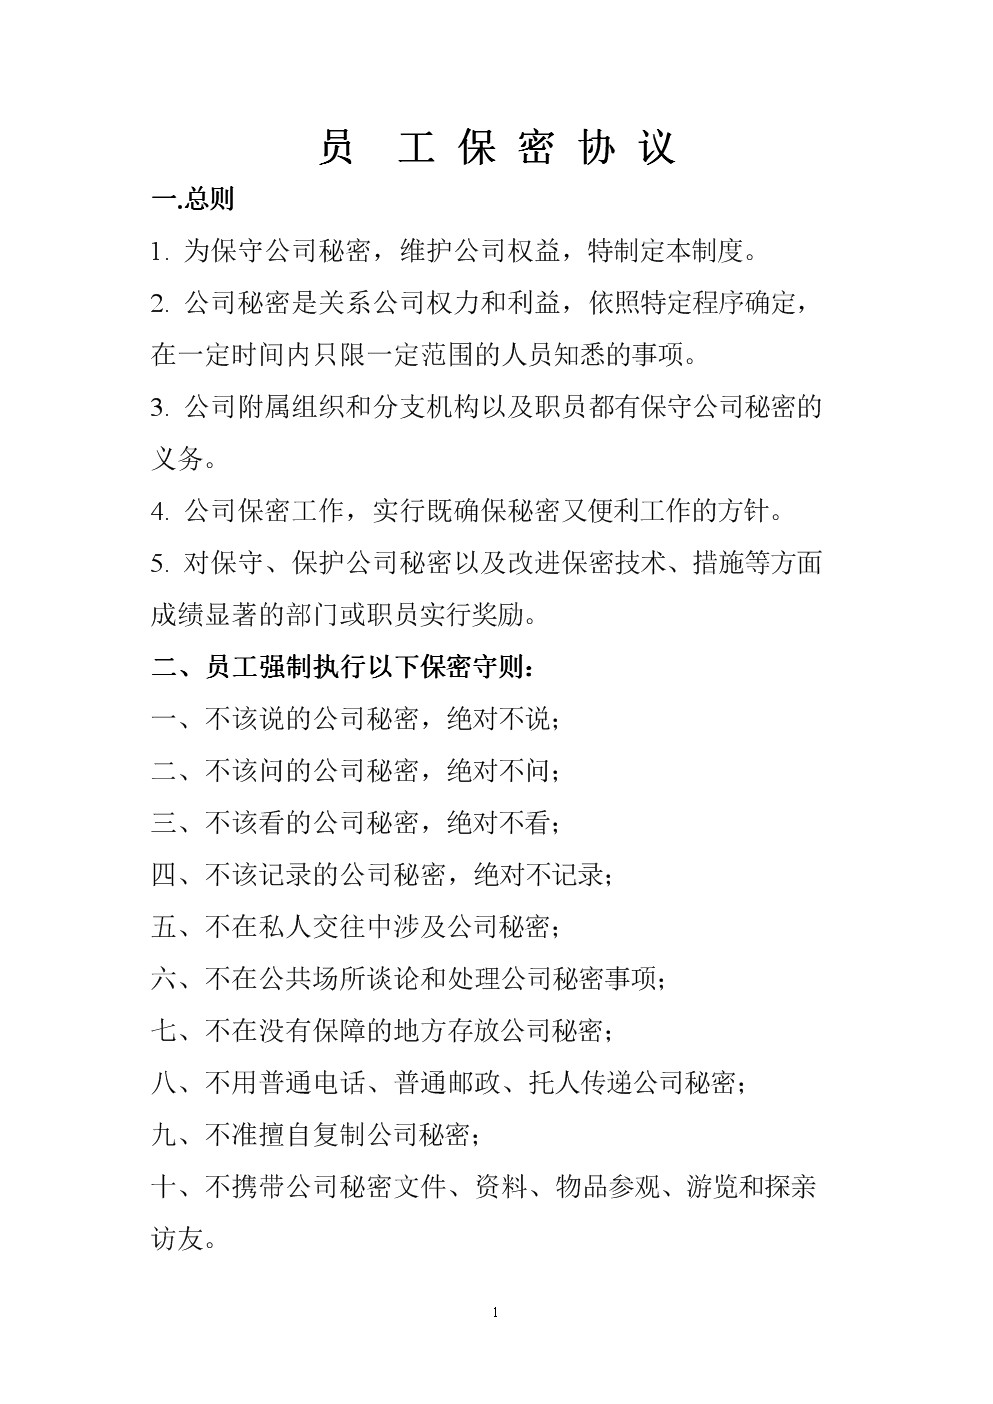 员 工 保 密 协 议
一.总则
1. 为保守公司秘密，维护公司权益，特制定本制度。
2. 公司秘密是关系公司权力和利益，依照特定程序确定，
在一定时间内只限一定范围的人员知悉的事项。
3. 公司附属组织和分支机构以及职员都有保守公司秘密的
义务。
4. 公司保密工作，实行既确保秘密又便利工作的方针。
5. 对保守、保护公司秘密以及改进保密技术、措施等方面
成绩显著的部门或职员实行奖励。
二、员工强制执行以下保密守则：
一、不该说的公司秘密，绝对不说；
二、不该问的公司秘密，绝对不问；
三、不该看的公司秘密，绝对不看；
四、不该记录的公司秘密，绝对不记录；
五、不在私人交往中涉及公司秘密；
六、不在公共场所谈论和处理公司秘密事项；
七、不在没有保障的地方存放公司秘密；
八、不用普通电话、普通邮政、托人传递公司秘密；
九、不准擅自复制公司秘密；
十、不携带公司秘密文件、资料、物品参观、游览和探亲
访友。
1